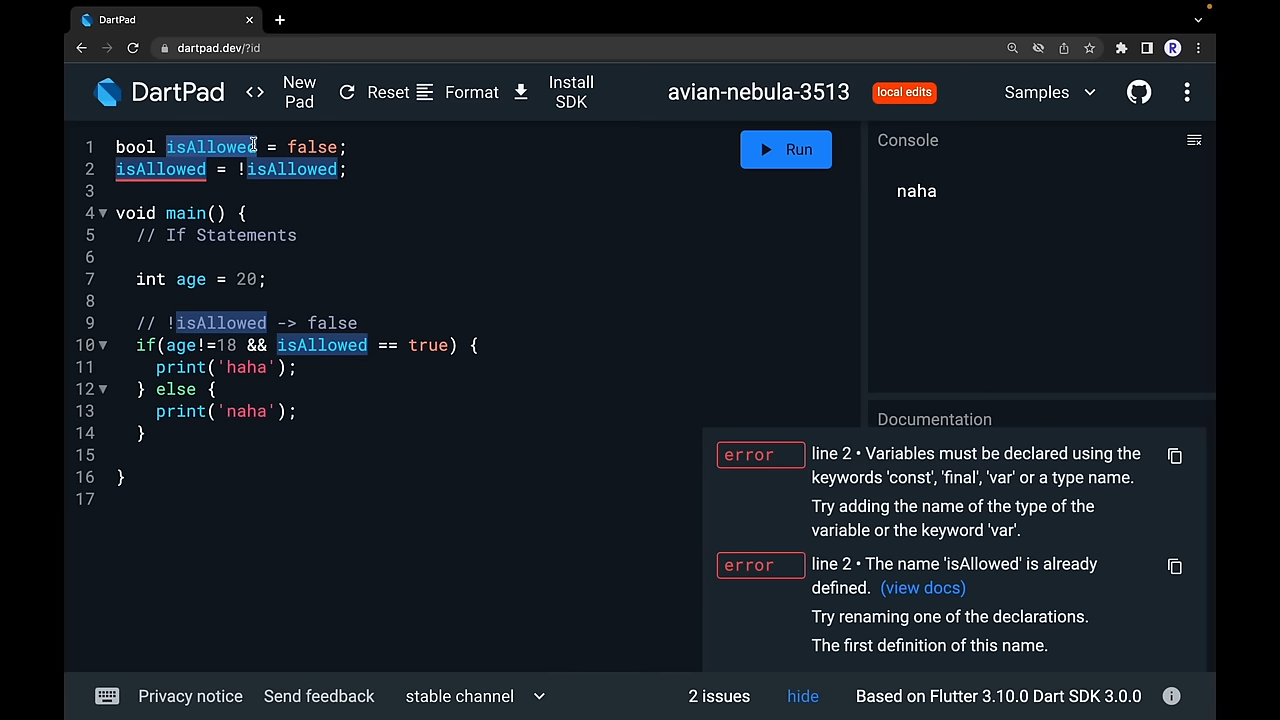 DartPad
dartpad.dev/?id
R
DartPad
<>
New Pad
Reset
Format
Install SDK
avian-nebula-3513
local edits
Samples
1 bool isAllowed = false;
2 isAllowed = !isAllowed;
3
4 void main() {
5 // If Statements
6
7 int age = 20;
8
9 // !isAllowed -> false
10 if(age!=18 && isAllowed == true) {
11 print('haha');
12 } else {
13 print('naha');
14 }
15
16 }
17
Run
Console
naha
Documentation
error line 2 • Variables must be declared using the
keywords 'const', 'final', 'var' or a type name.
Try adding the name of the type of the
variable or the keyword 'var'.
error line 2 • The name 'isAllowed' is already
defined. (view docs)
Try renaming one of the declarations.
The first definition of this name.
Privacy notice
Send feedback
stable channel
2 issues
hide
Based on Flutter 3.10.0 Dart SDK 3.0.0